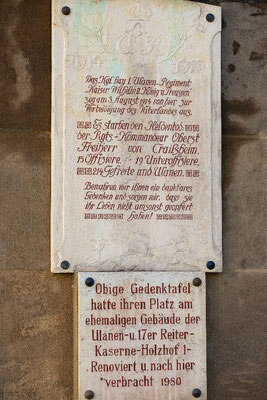 Das Kgl. bay. 1. Ulanen-Regiment
Kaiser Wilhelm II. König v. Preussen
zog am 3. August 1914 von hier zur
Verteidigung des Vaterlandes aus.
Es starben den Heldentod:
der Rgts-Kommandeur Oberst
Freiherr von Crailsheim.
15 Offiziere. - 19 Unteroffiziere.
214 Gefreite und Ulanen.
Bewahren wir ihnen ein dankbares
Gedenken und sorgen wir, dass sie
ihr Leben nicht umsonst geopfert
haben!
Obige Gedenktafel
hatte ihren Platz am
ehemaligen Gebäude der
Ulanen-u.17er Reiter-
Kaserne-Holzhof 1-
Renoviert u. nach hier
verbracht 1980